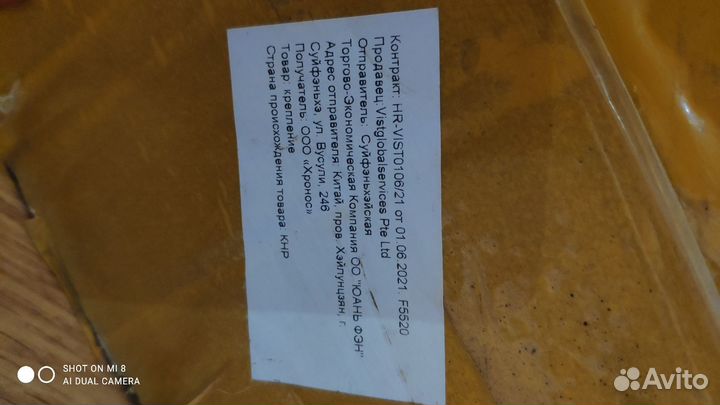 Контракт: HR-VIST0106/21 от 01.06.2021 F5520
Продавец:Vistglobalservices Pte Ltd
Отправитель: Суйфэньхэйская
Торгово-Экономическая Компания ОО "ЮАНЬ ФЭН"
Адрес отправителя: Китай, пров. Хэйлунцзян, г.
Суйфэньхэ, ул. Вусули, 246
Получатель: ООО «Хронос»
Товар: крепление
Страна происхождения товара: КНР
SHOT ON MI 8
AI DUAL CAMERA
Avito